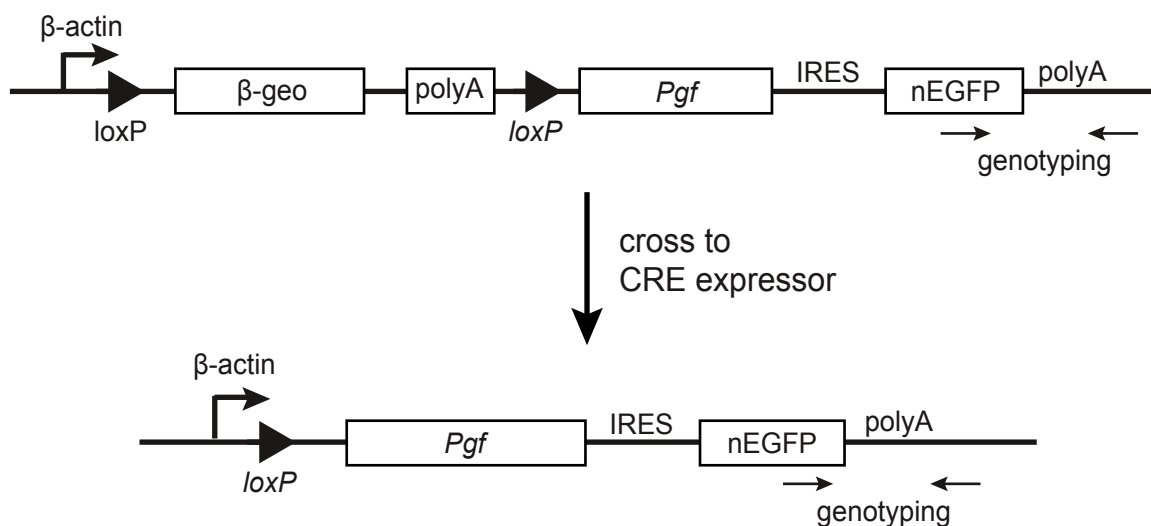 β-actin
IRES
polyA
β-geo
polyA
Pgf
nEGFP
loxP
loxP
genotyping
cross to
CRE expressor
β-actin
IRES
polyA
Pgf
nEGFP
loxP
genotyping